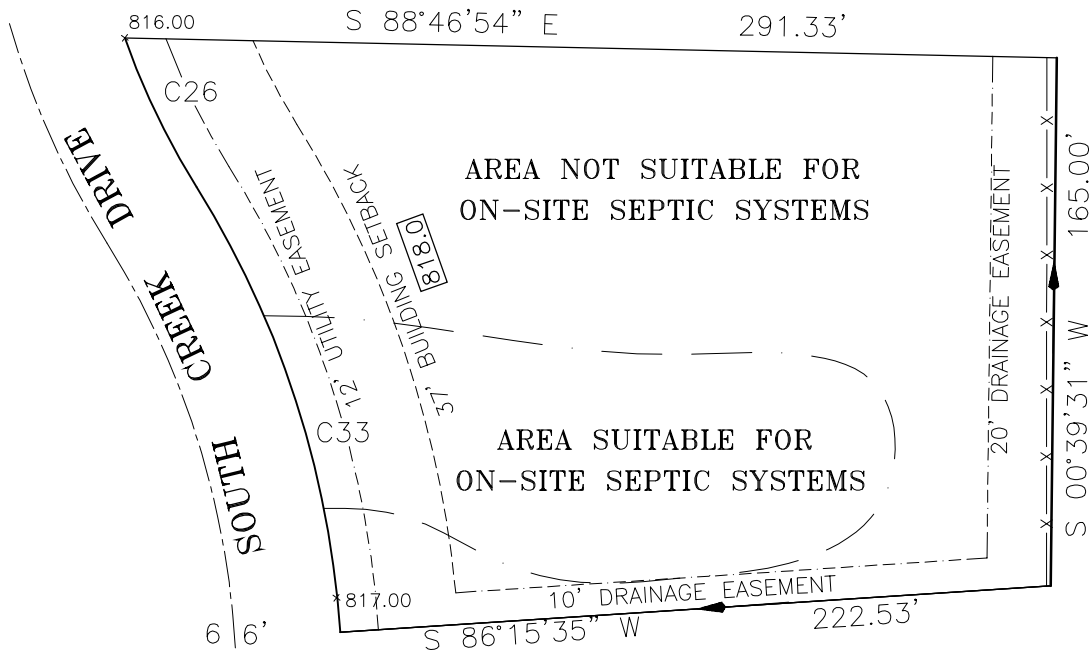 816.00
S 88°46'54" E
291.33'
C26
SOUTH CREEK DRIVE
12' UTILITY EASEMENT
37' BUILDING SETBACK
818.0
AREA NOT SUITABLE FOR
ON-SITE SEPTIC SYSTEMS
20' DRAINAGE EASEMENT
S 00°39'31" W
165.00'
C33
AREA SUITABLE FOR
ON-SITE SEPTIC SYSTEMS
817.00
10' DRAINAGE EASEMENT
66'
S 86°15'35" W
222.53'